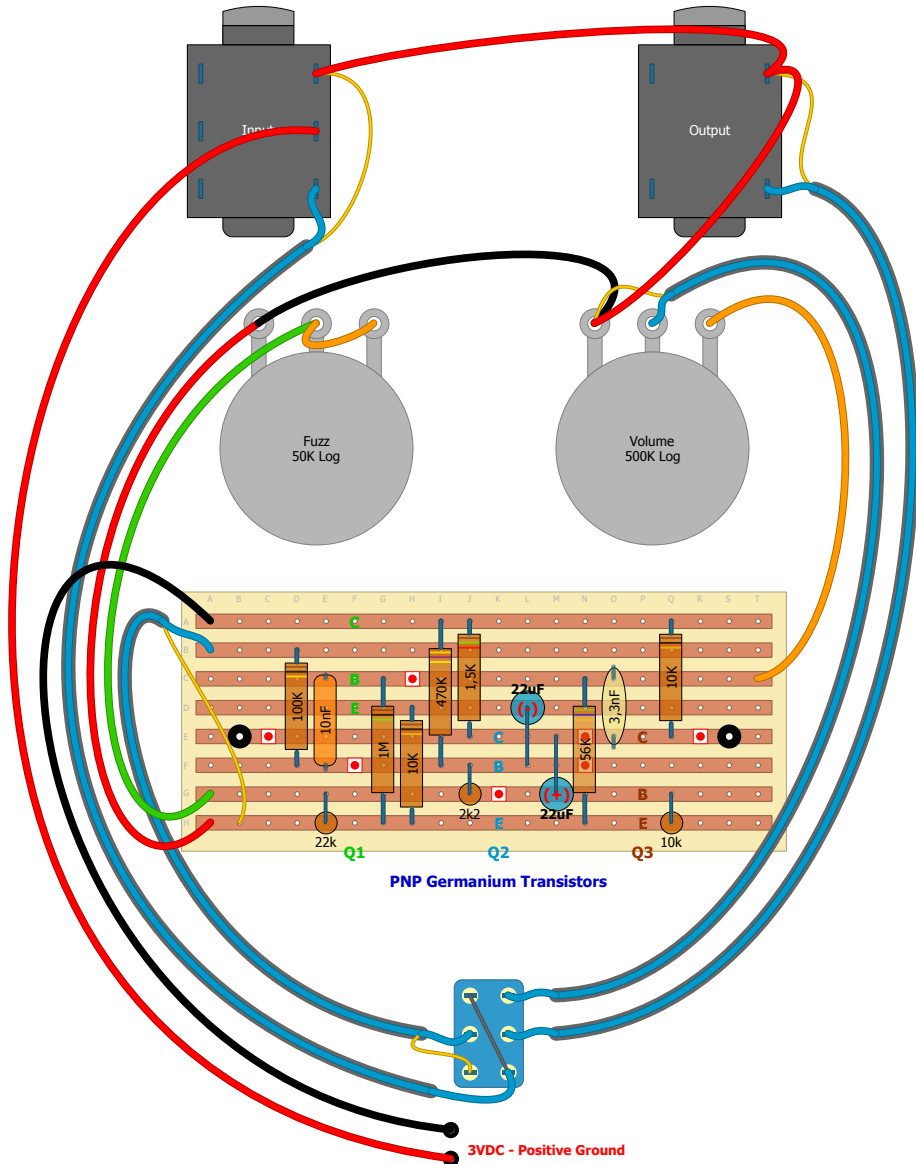 Input
Output
Fuzz
50K Log
Volume
500K Log
A B C D E F G H I J K L M N O P Q R S T
A
B
C
D
E
F
G
H
C
B
E
C
B
E
C
B
E
100K
10nF
1M
10K
470K
1,5K
22uF
(-)
56K
3,3nF
10K
2k2
(+)
22uF
22k
10k
Q1
Q2
Q3
PNP Germanium Transistors
3VDC - Positive Ground